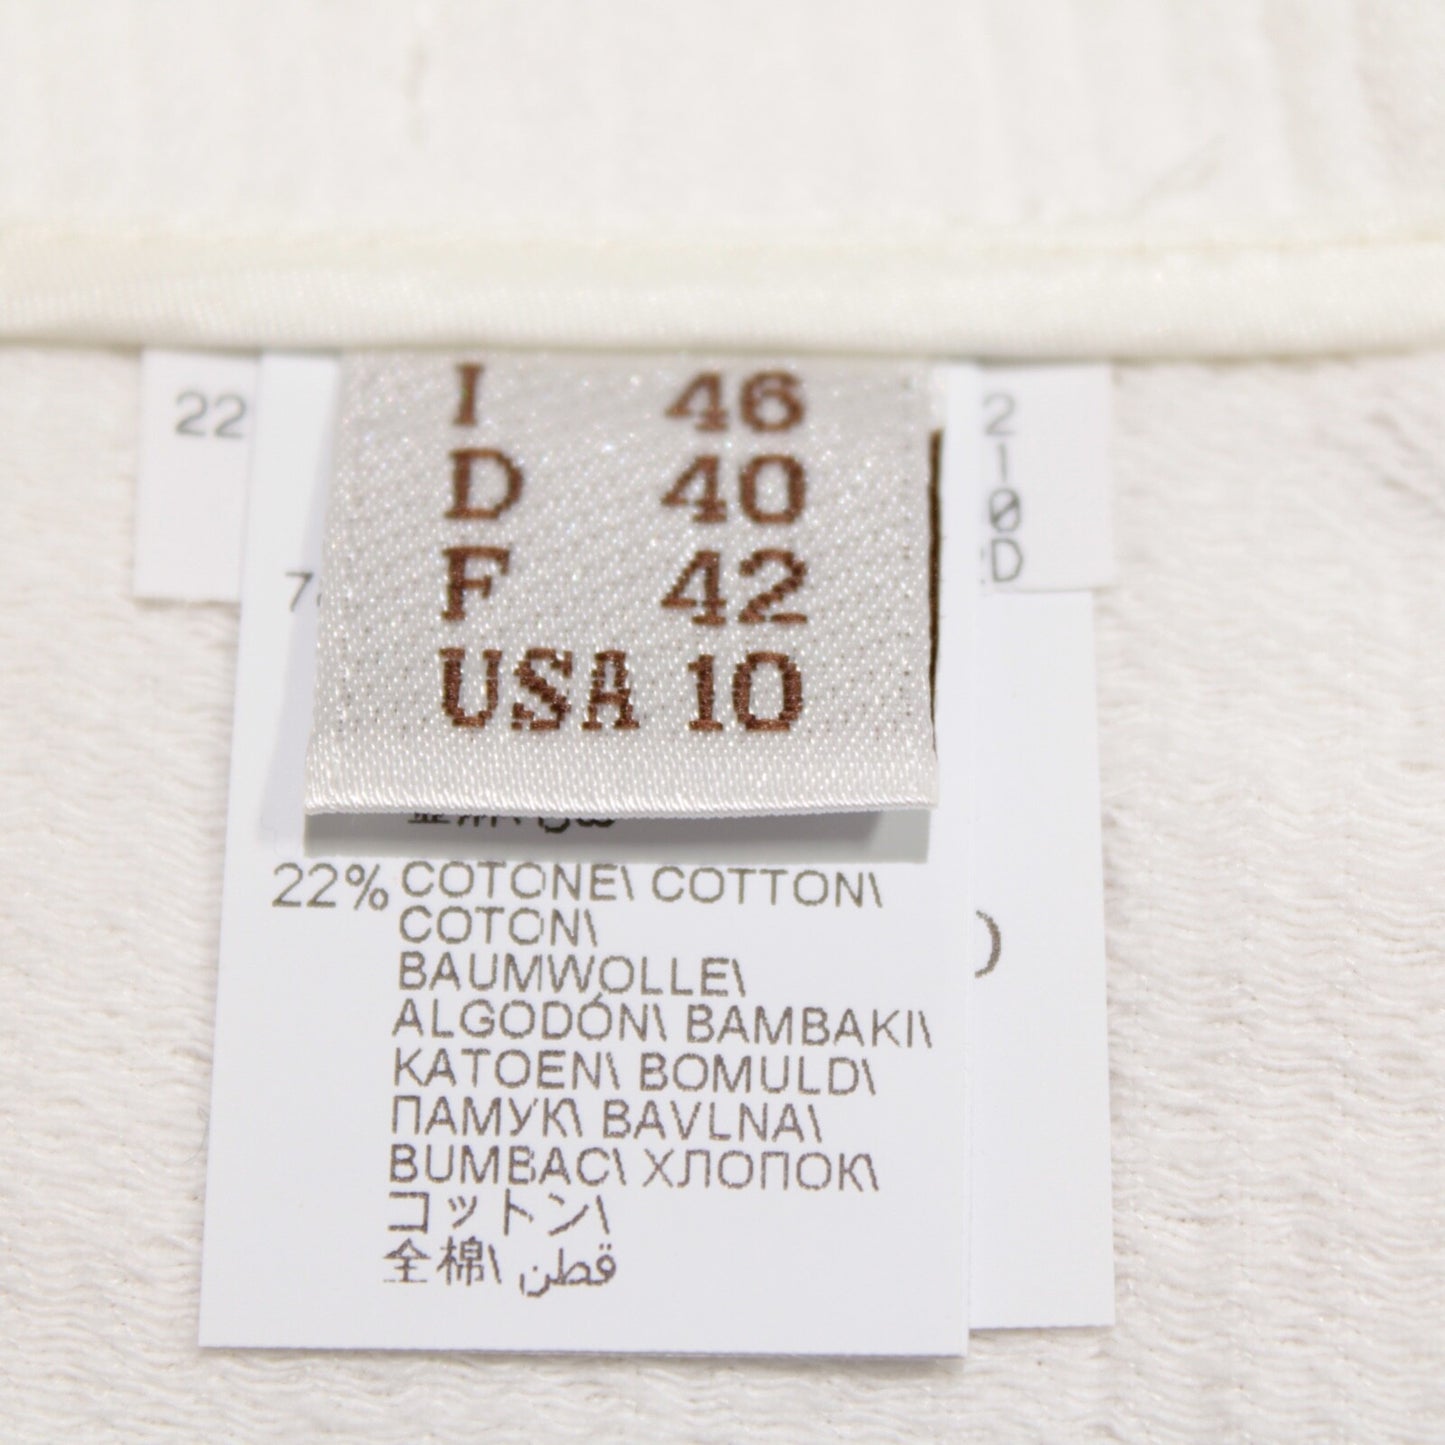 I 46
D 40
F 42
USA 10
22
2
10
D
22% COTONE\ COTTON\
COTON\
BAUMWOLLE\
ALGODÓN\ BAMBAKI\
KATOEN\ BOMULD\
ПАМУК\ BAVLNA\
BUMBAC\ ХЛОПОК\
コットン\
全棉\ قطن